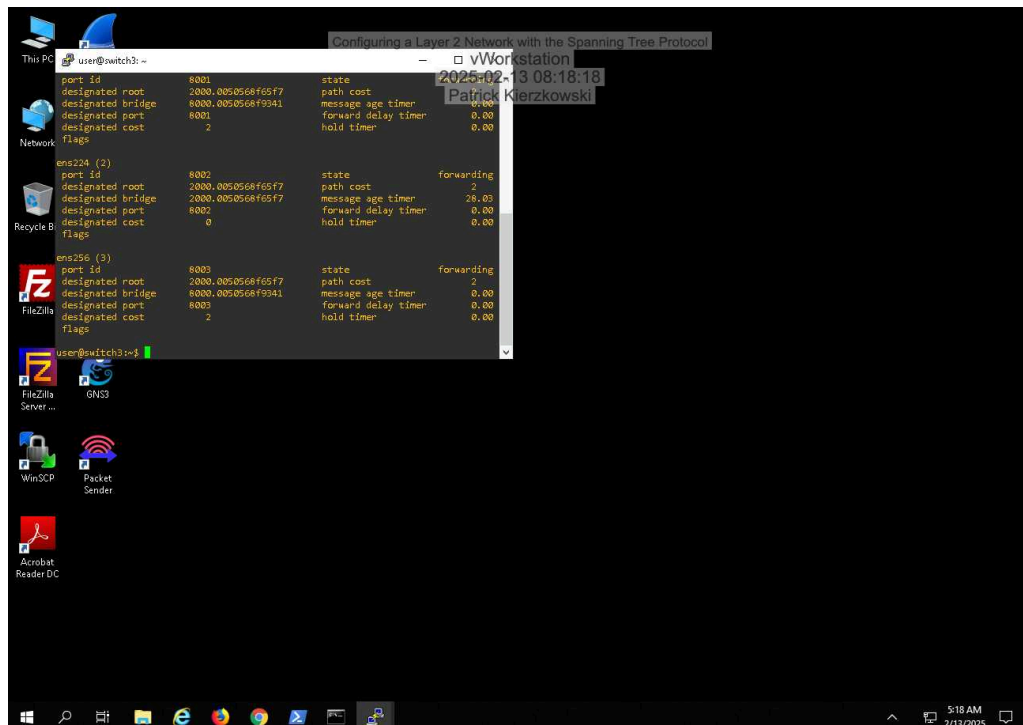 Configuring a Layer 2 Network with the Spanning Tree Protocol
vWorkstation
2025-02-13 08:18:18
Patrick Kierzkowski
This PC
Network
Recycle B
FileZilla
FileZilla
Server ...
GNS3
WinSCP
Packet
Sender
Acrobat
Reader DC
user@switch3: ~
port id 8001 state forwarding
designated root 2000.0050568f65f7 path cost 2
designated bridge 8000.0050568f9341 message age timer 0.00
designated port 8001 forward delay timer 0.00
designated cost 2 hold timer 0.00
flags
ens224 (2)
port id 8002 state forwarding
designated root 2000.0050568f65f7 path cost 2
designated bridge 2000.0050568f65f7 message age timer 28.03
designated port 8002 forward delay timer 0.00
designated cost 0 hold timer 0.00
flags
ens256 (3)
port id 8003 state forwarding
designated root 2000.0050568f65f7 path cost 2
designated bridge 8000.0050568f9341 message age timer 0.00
designated port 8003 forward delay timer 0.00
designated cost 2 hold timer 0.00
flags
user@switch3:~$
5:18 AM
2/13/2025